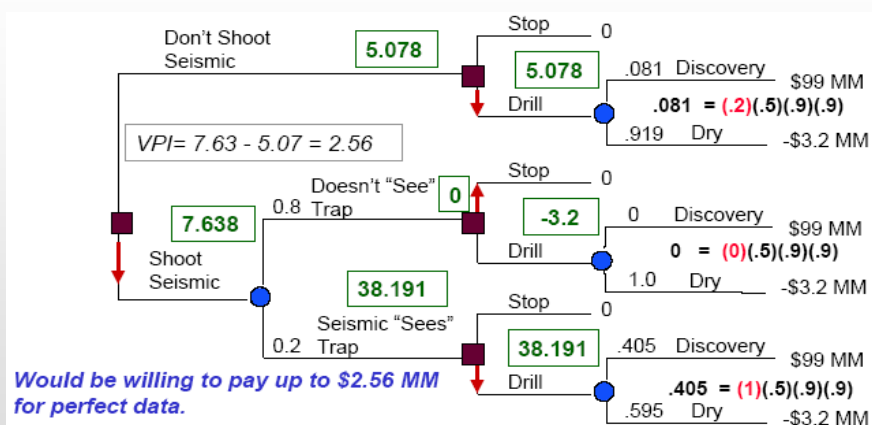 Don't Shoot
Seismic
5.078
Stop
0
5.078
Drill
.081 Discovery
$99 MM
.081 = (.2)(.5)(.9)(.9)
.919 Dry
-$3.2 MM
VPI= 7.63 - 5.07 = 2.56
7.638
Shoot
Seismic
0.8
Doesn't "See"
Trap
0
Stop
0
-3.2
Drill
0 Discovery
$99 MM
0 = (0)(.5)(.9)(.9)
1.0 Dry
-$3.2 MM
38.191
Seismic "Sees"
0.2 Trap
Stop
0
38.191
Drill
.405 Discovery
$99 MM
.405 = (1)(.5)(.9)(.9)
.595 Dry
-$3.2 MM
Would be willing to pay up to $2.56 MM
for perfect data.